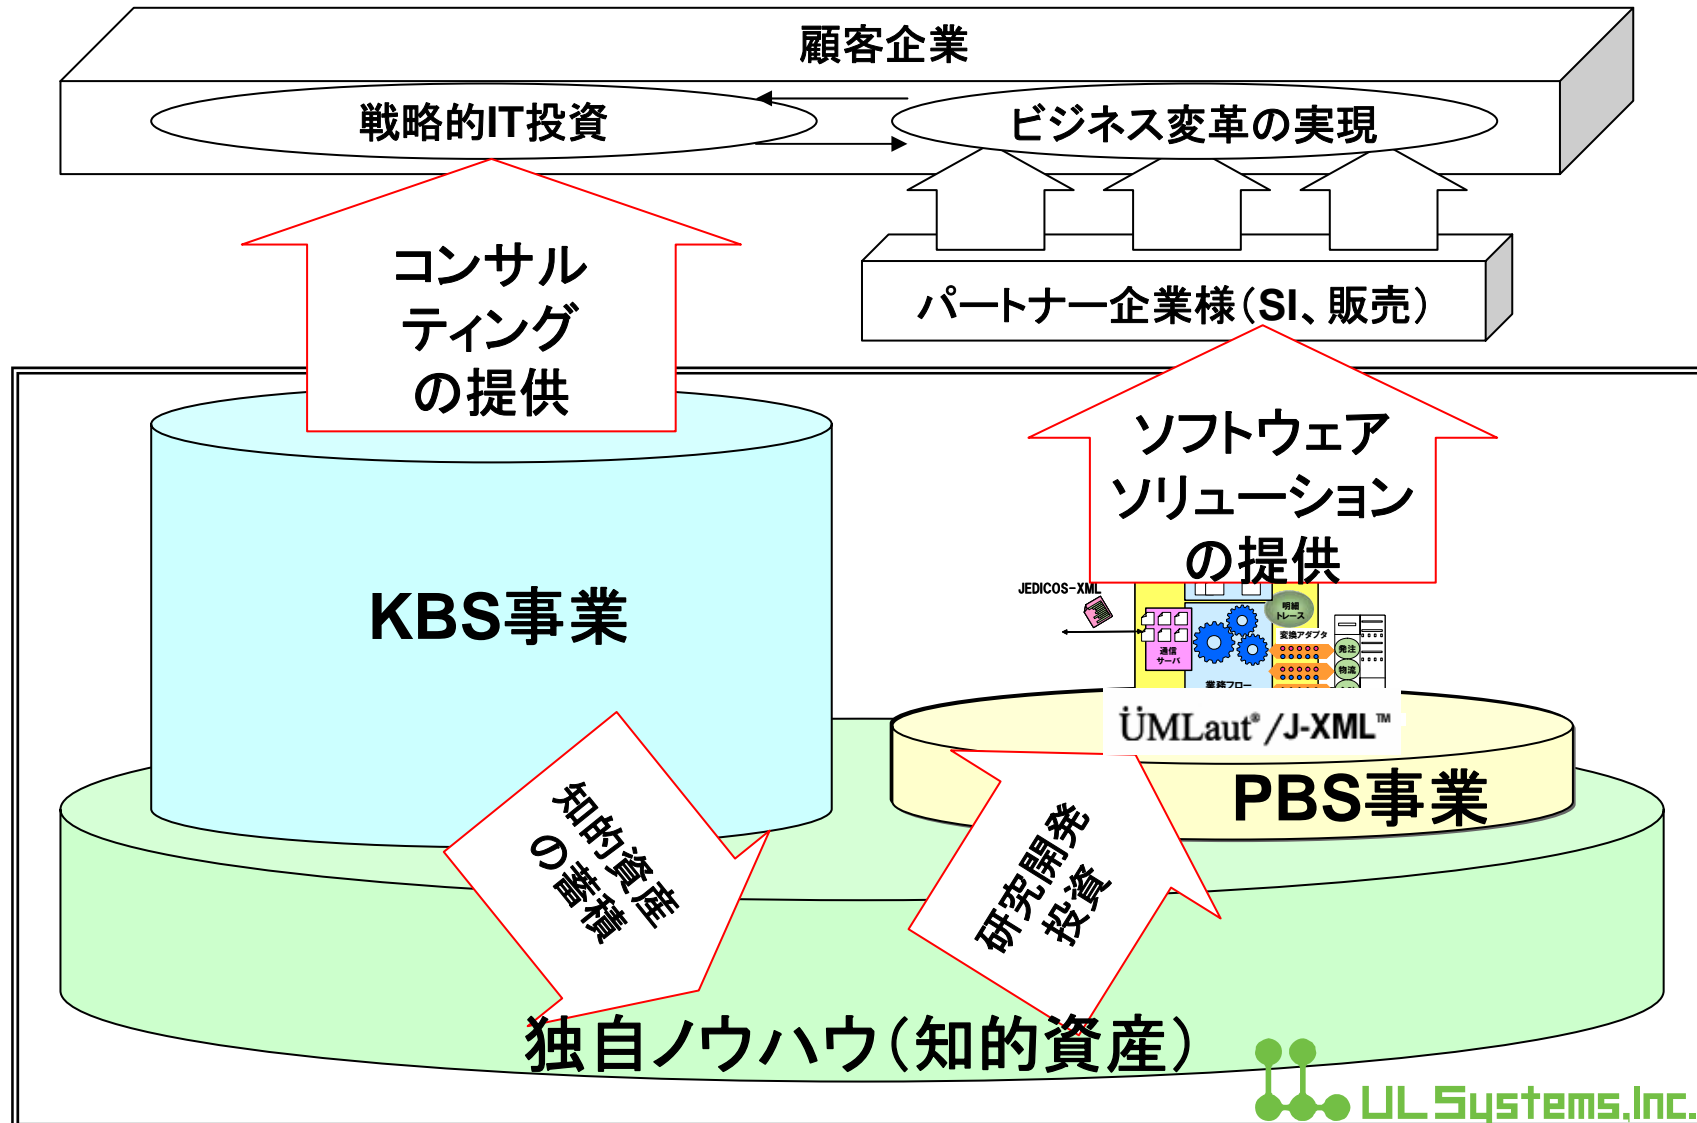 顧客企業
戦略的IT投資
ビジネス変革の実現
コンサル
ティング
の提供
パートナー企業様(SI、販売)
ソフトウェア
ソリューション
の提供
KBS事業
JEDICOS-XML
明細
トレース
変換アダプタ
通信
サーバ
発注
物流
業務フロー
ÜMLaut®/J-XML™
PBS事業
知的資産
の蓄積
研究開発
投資
独自ノウハウ(知的資産)
UL Systems, Inc.